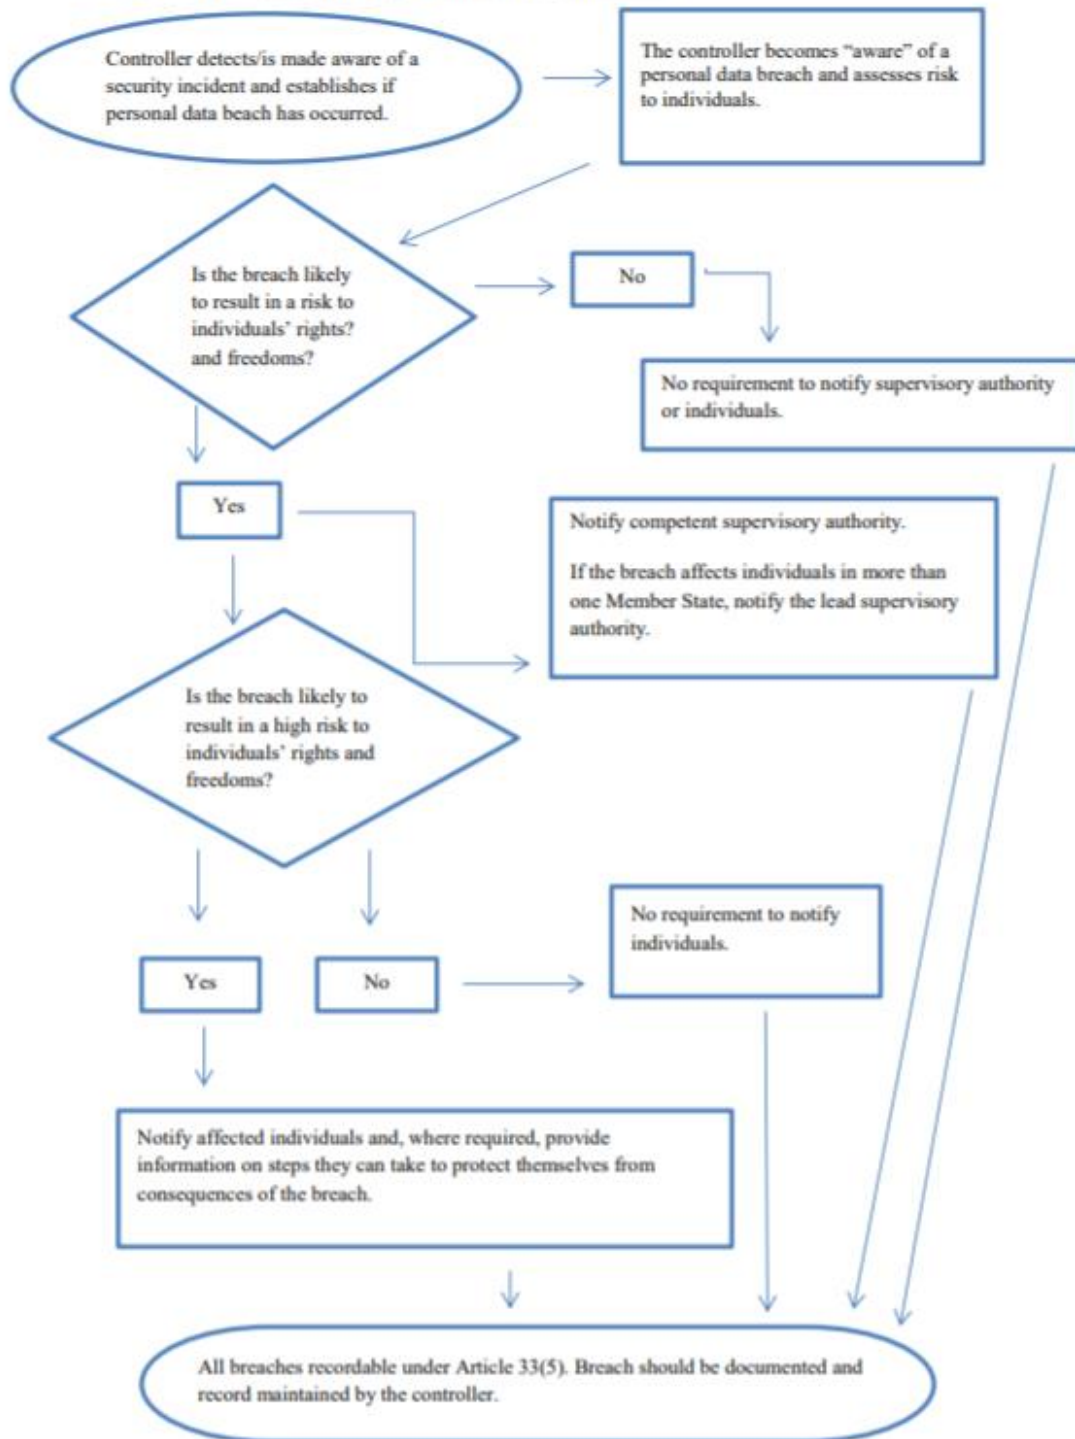 Controller detects/is made aware of a
security incident and establishes if
personal data beach has occurred.
The controller becomes “aware” of a
personal data breach and assesses risk
to individuals.
Is the breach likely
to result in a risk to
individuals’ rights?
and freedoms?
No
No requirement to notify supervisory authority
or individuals.
Yes
Notify competent supervisory authority.
If the breach affects individuals in more than
one Member State, notify the lead supervisory
authority.
Is the breach likely to
result in a high risk to
individuals’ rights and
freedoms?
Yes
No
No requirement to notify
individuals.
Notify affected individuals and, where required, provide
information on steps they can take to protect themselves from
consequences of the breach.
All breaches recordable under Article 33(5). Breach should be documented and
record maintained by the controller.